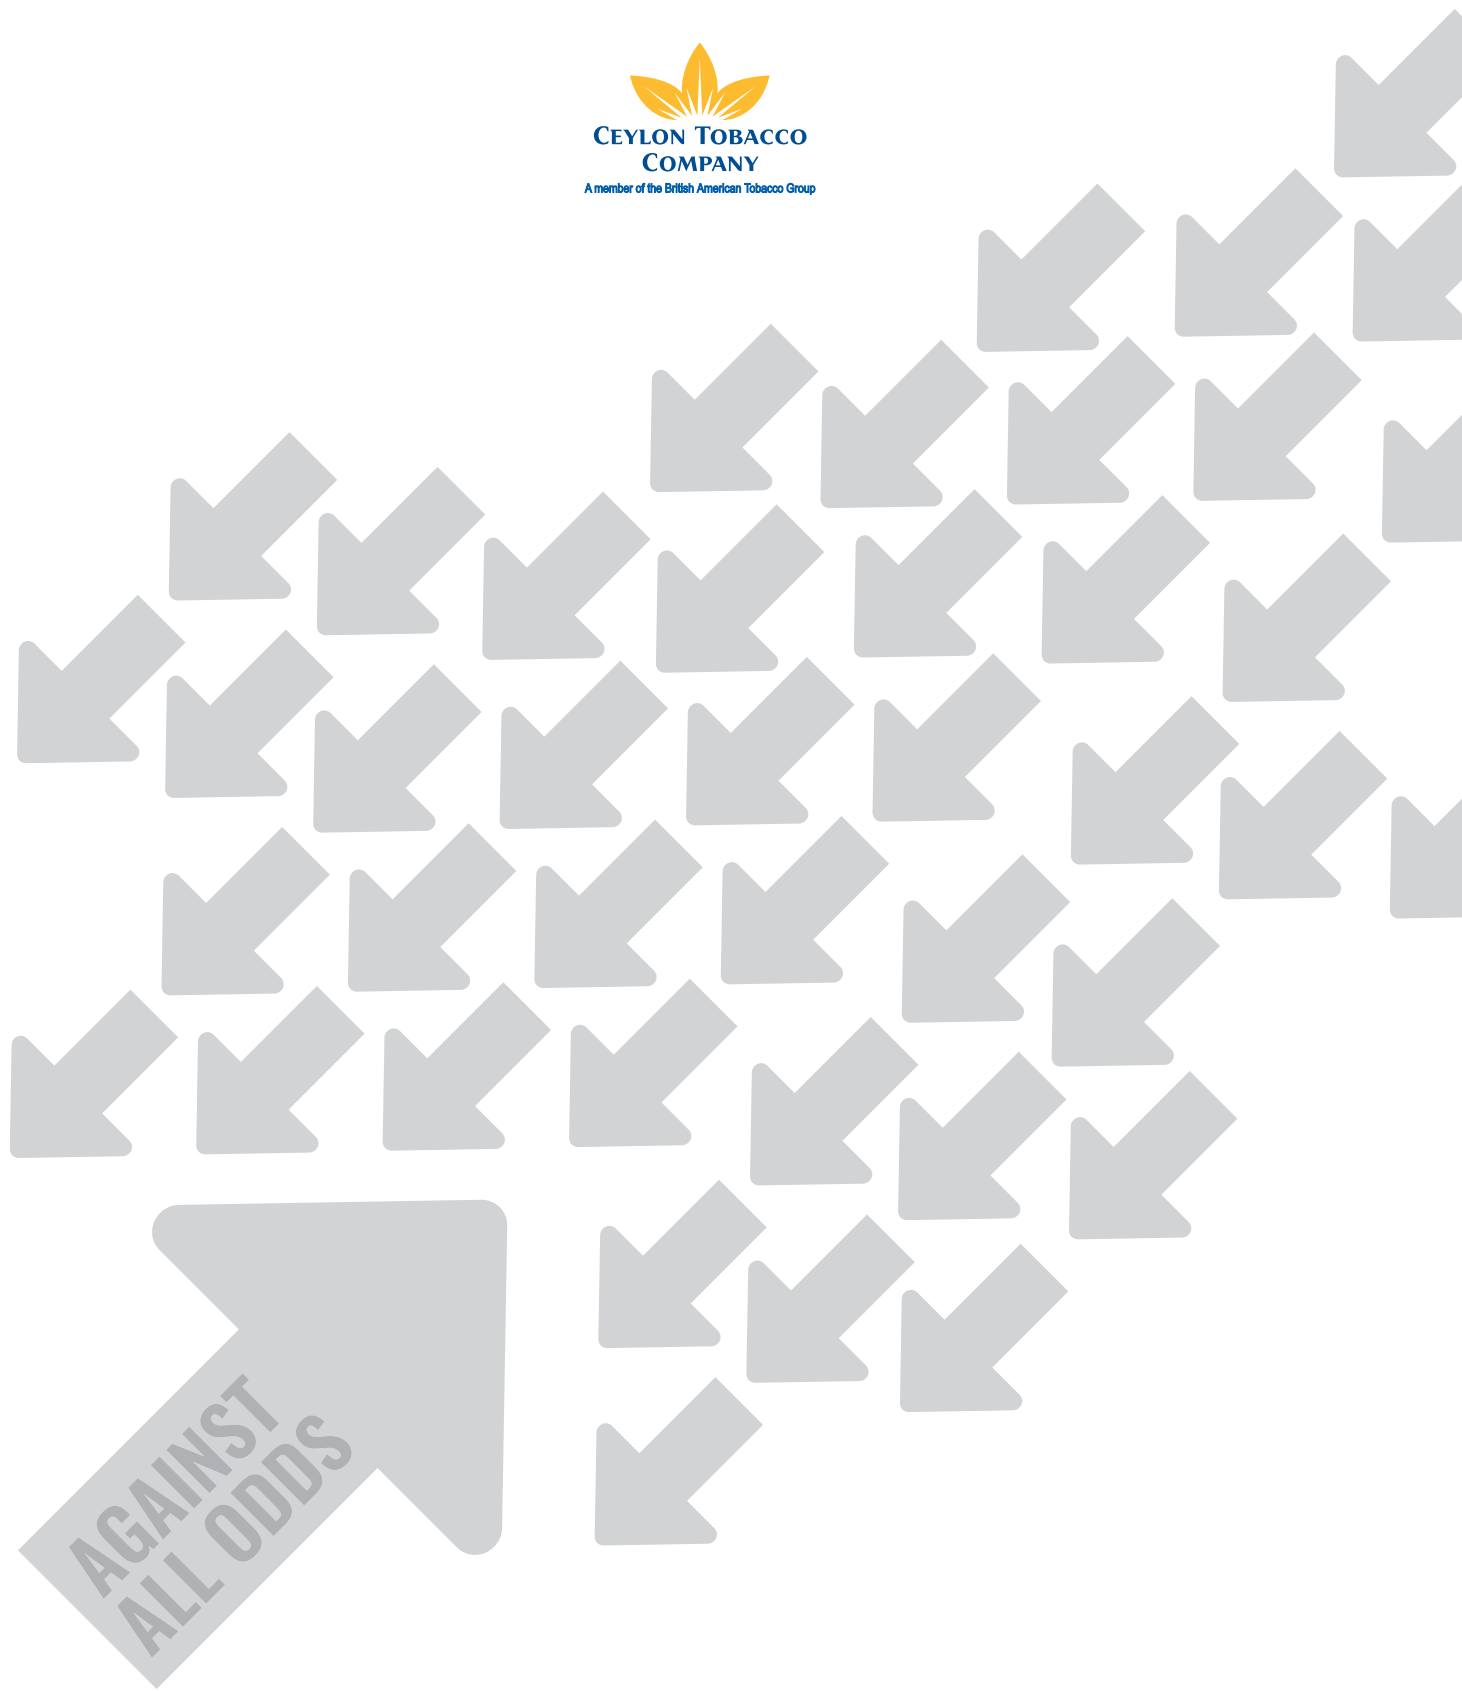 CEYLON TOBACCO
COMPANY
A member of the British American Tobacco Group
AGAINST
ALL ODDS